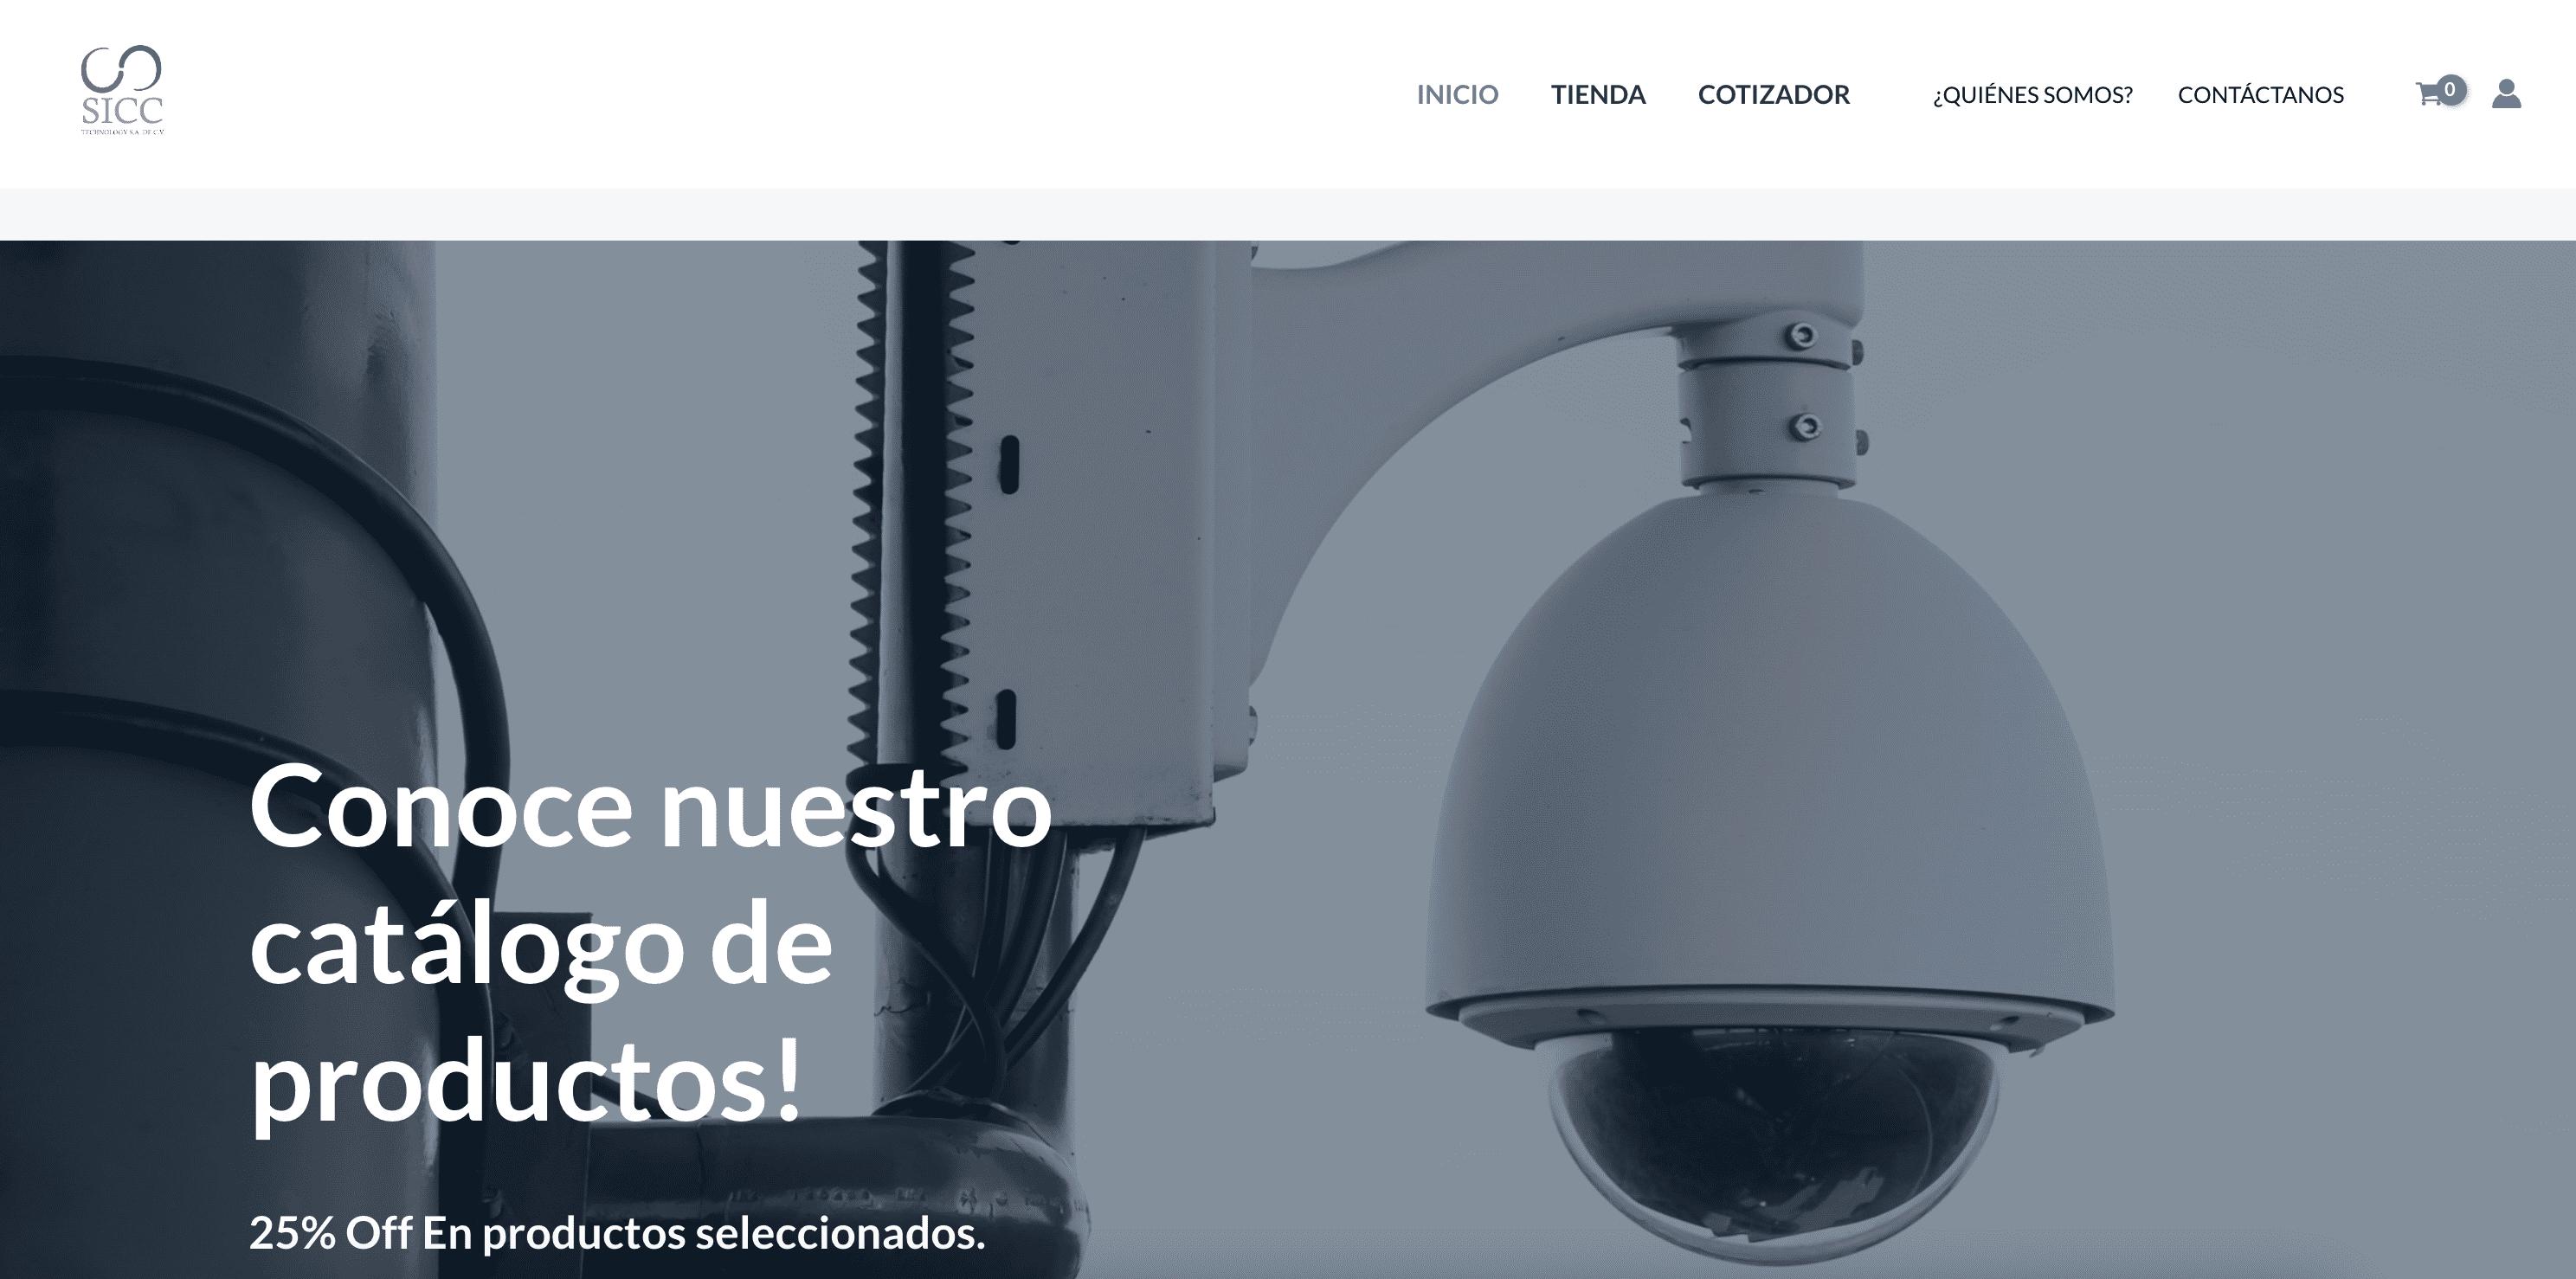 SICC
TECHNOLOGY S.A. DE C.V.
INICIO TIENDA COTIZADOR ¿QUIÉNES SOMOS? CONTÁCTANOS 0
Conoce nuestro
catálogo de
productos!
25% Off En productos seleccionados.